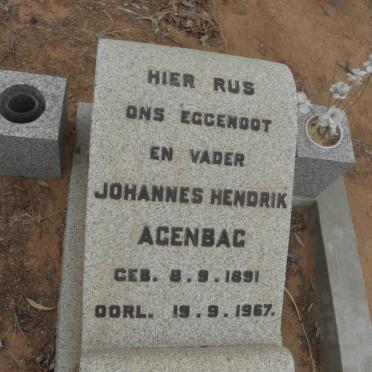 HIER RUS
ONS EGGENOOT
EN VADER
JOHANNES HENDRIK
AGENBAG
GEB. 8.9.1891
OORL. 19.9.1967.